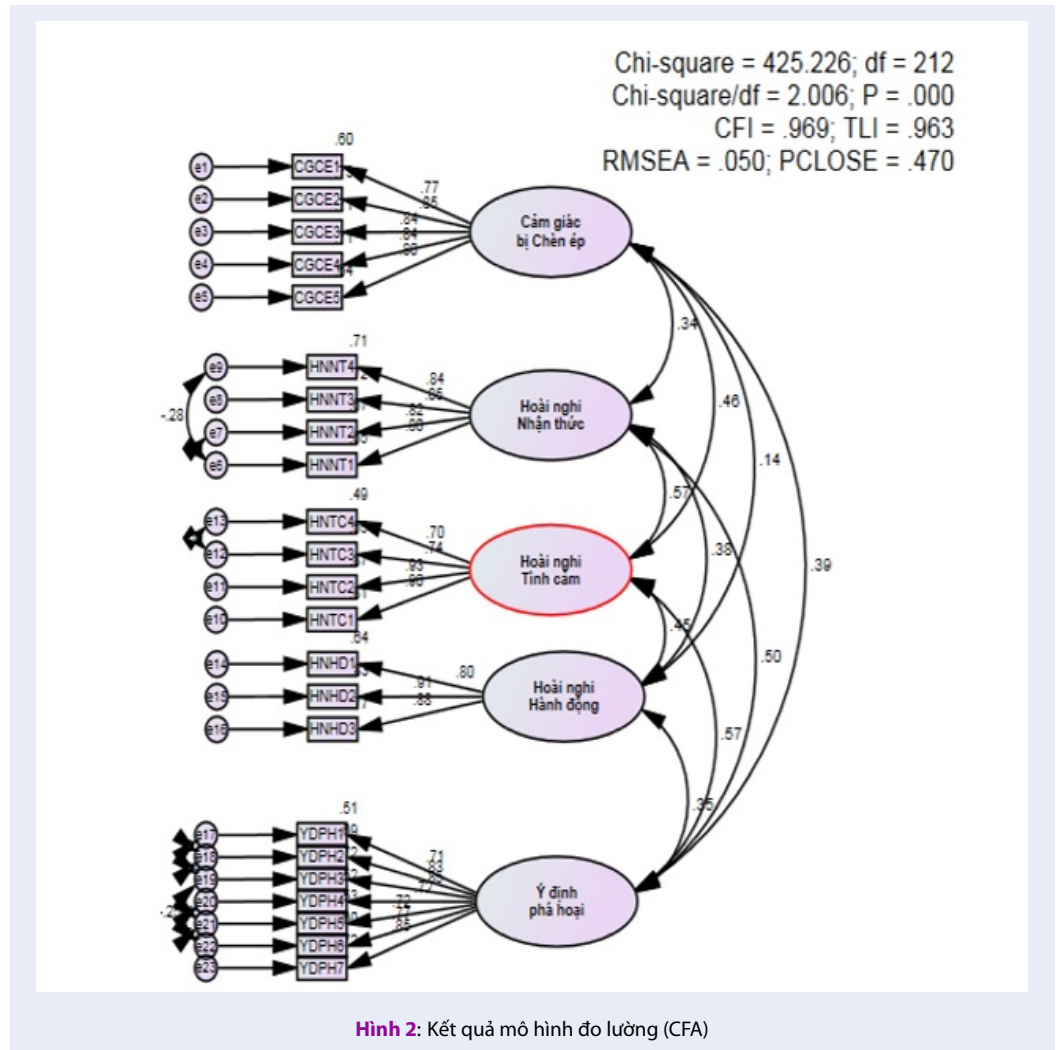 Chi-square = 425.226; df = 212
Chi-square/df = 2.006; P = .000
CFI = .969; TLI = .963
RMSEA = .050; PCLOSE = .470
.60
e1 CGCE1
e2 CGCE2
e3 CGCE3
e4 CGCE4
e5 CGCE5
.77
.84
.84
Cảm giác
bị Chèn ép
.34
.46
.14
.39
.71
e9 HNNT4
e8 HNNT3
e7 HNNT2
e6 HNNT1
-.28
.84
.82
Hoài nghi
Nhận thức
.57
.38
.50
.49
e13 HNTC4
e12 HNTC3
e11 HNTC2
e10 HNTC1
.70
.74
.93
.90
Hoài nghi
Tình cảm
.45
.57
.64
e14 HNHD1
e15 HNHD2
e16 HNHD3
.80
.91
.88
Hoài nghi
Hành động
.35
.51
e17 YDPH1
e18 YDPH2
e19 YDPH3
e20 YDPH4
e21 YDPH5
e22 YDPH6
e23 YDPH7
.71
.83
.72
.77
.85
Ý định
phá hoại
Hình 2: Kết quả mô hình đo lường (CFA)